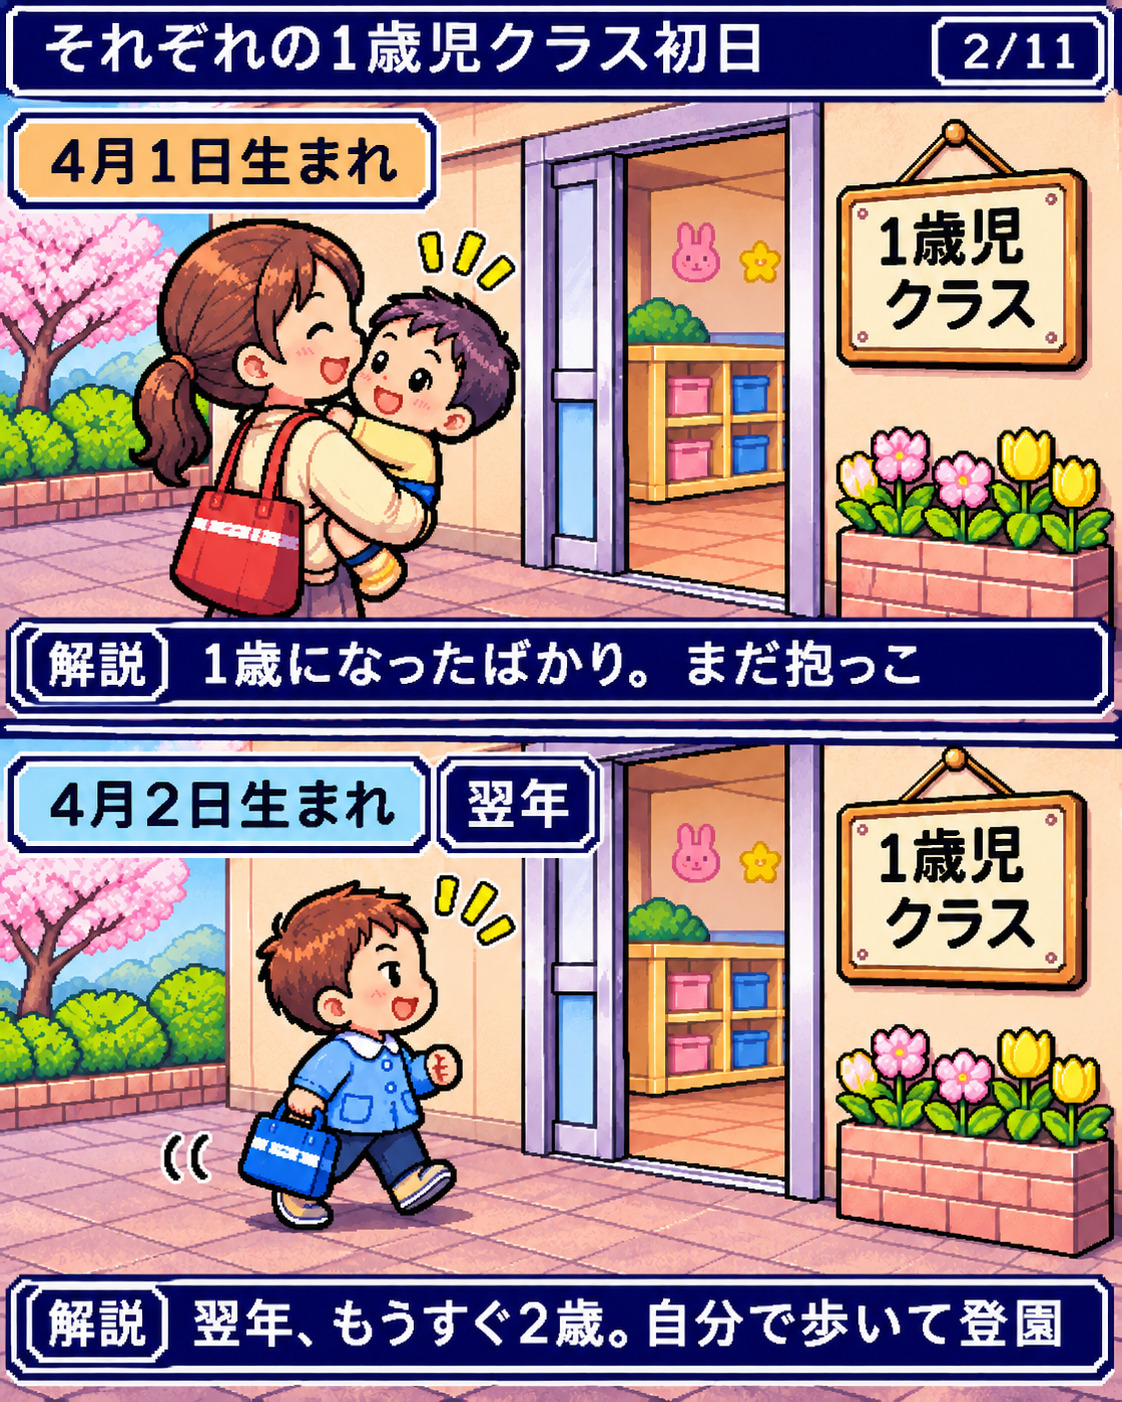 それぞれの1歳児クラス初日
2/11
4月1日生まれ
1歳児
クラス
解説
1歳になったばかり。まだ抱っこ
4月2日生まれ
翌年
1歳児
クラス
解説
翌年、もうすぐ2歳。自分で歩いて登園